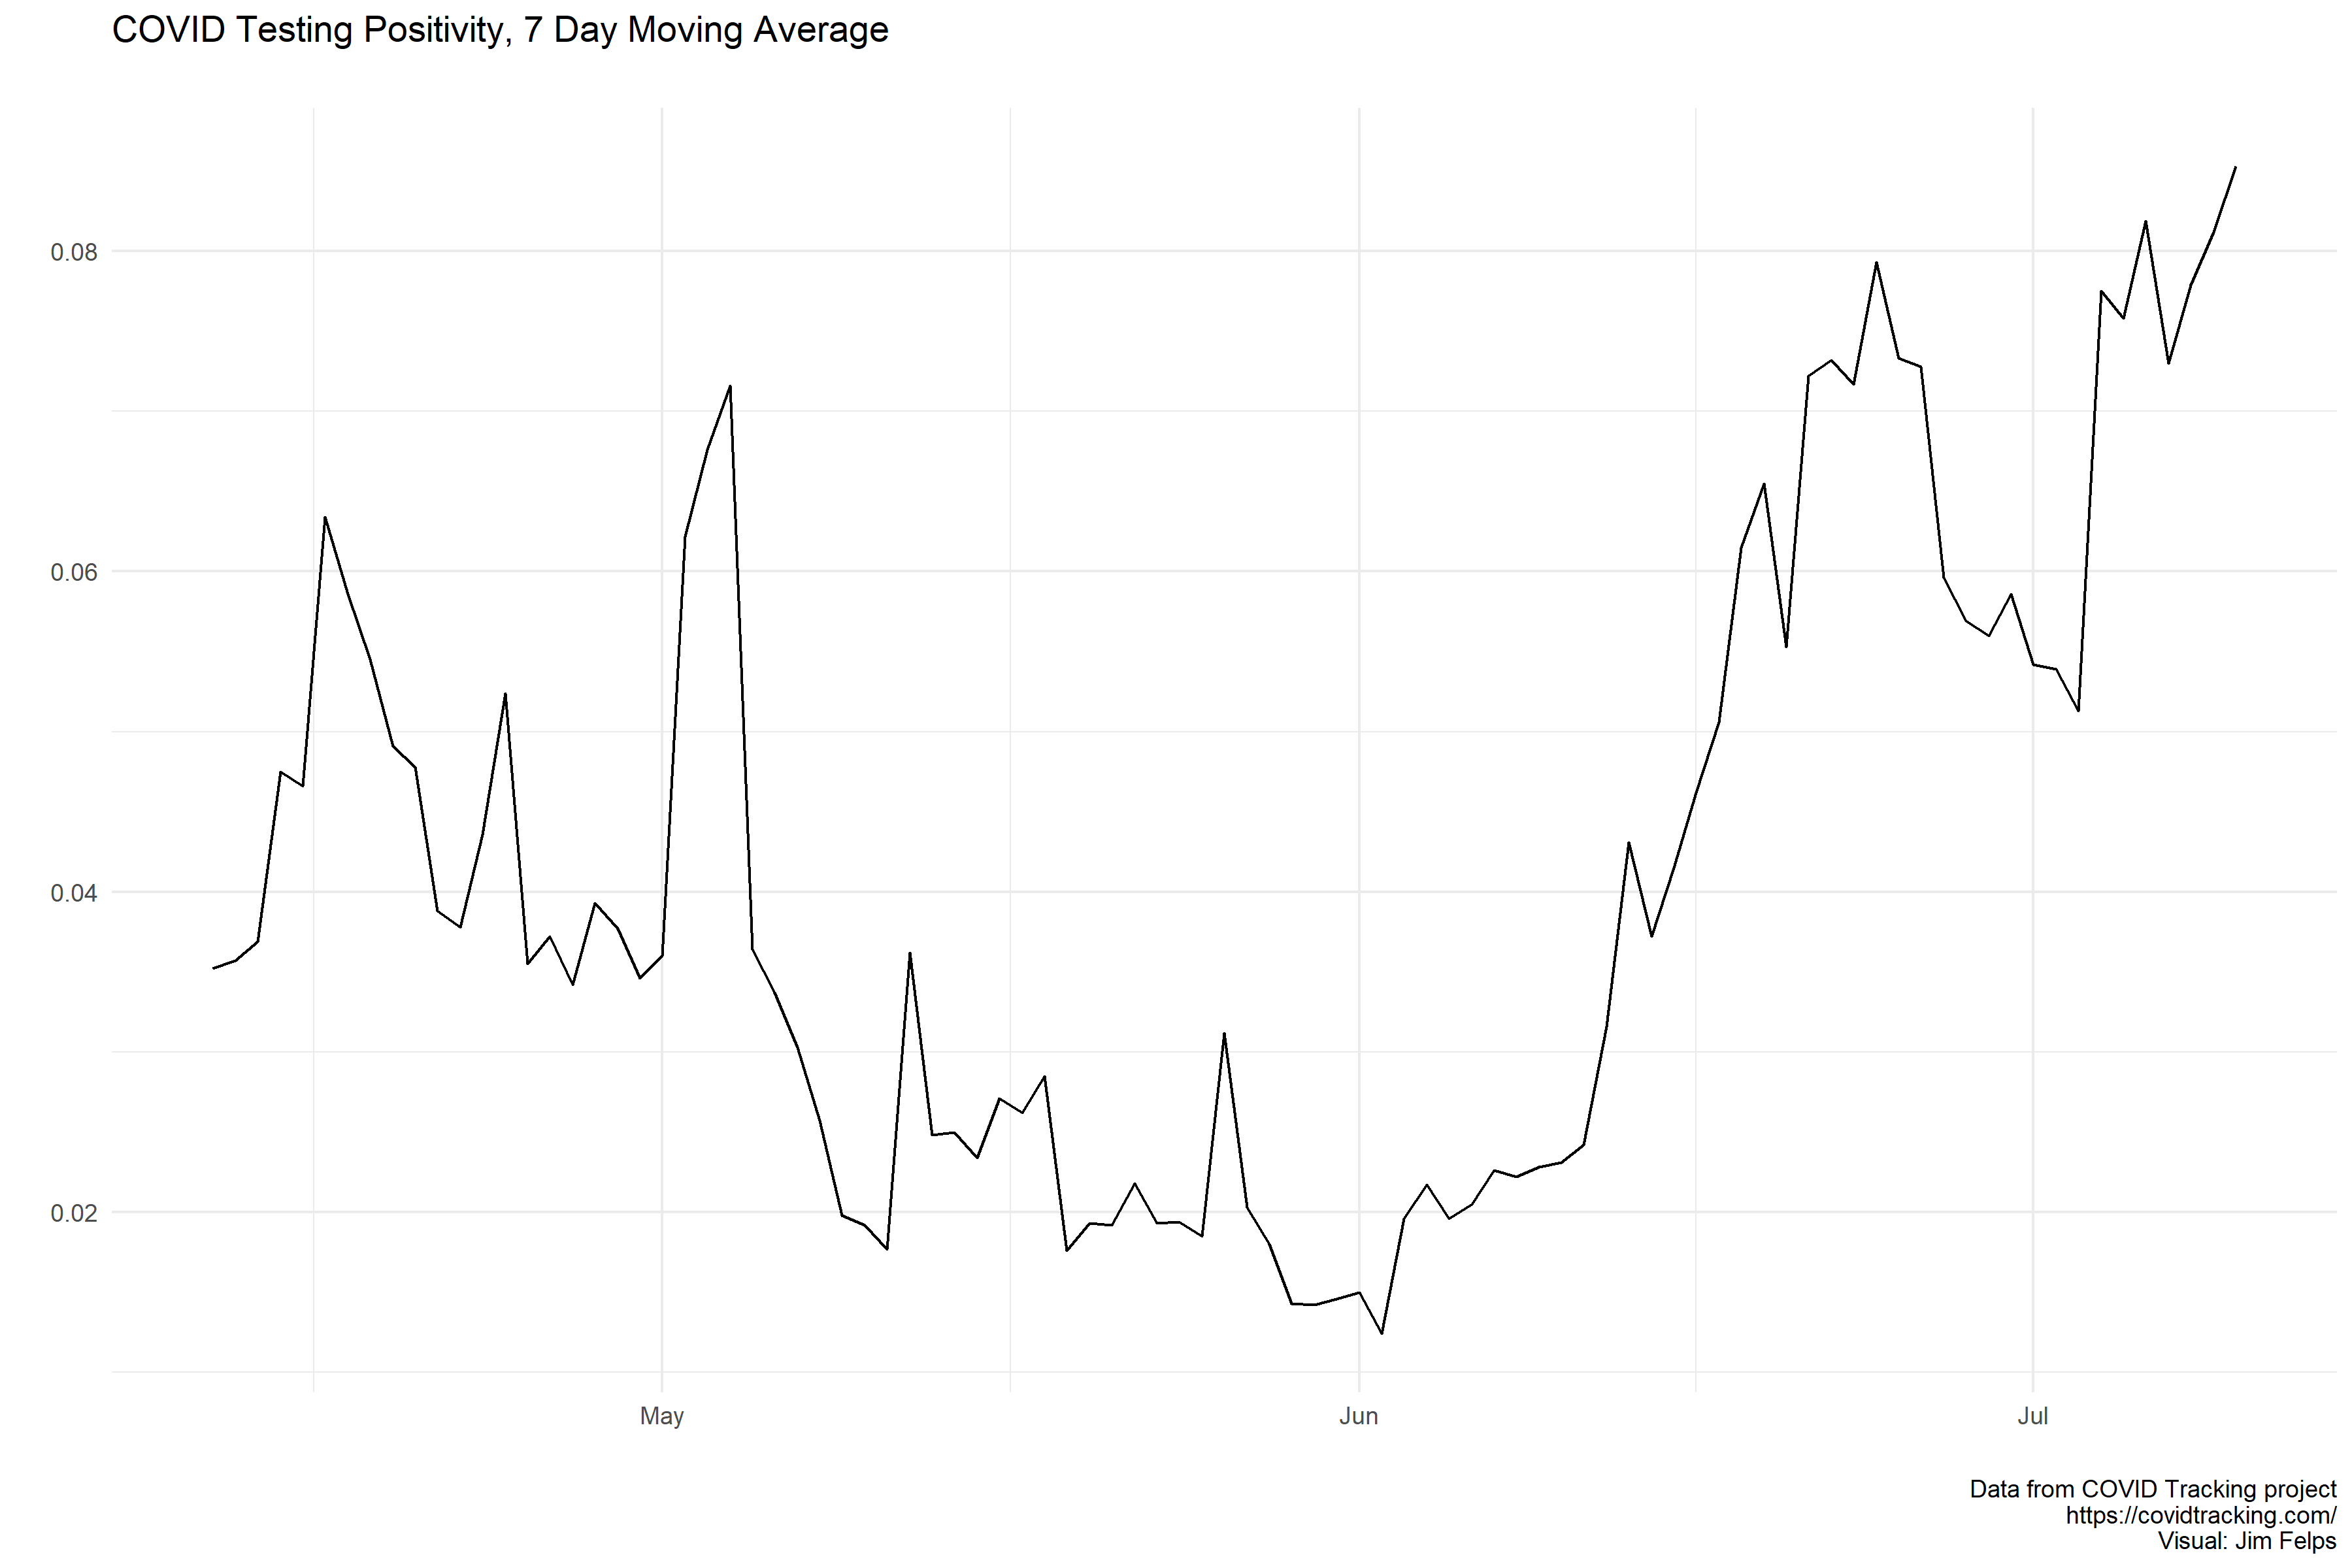 COVID Testing Positivity, 7 Day Moving Average
0.08
0.06
0.04
0.02
May
Jun
Jul
Data from COVID Tracking project
https://covidtracking.com/
Visual: Jim Felps